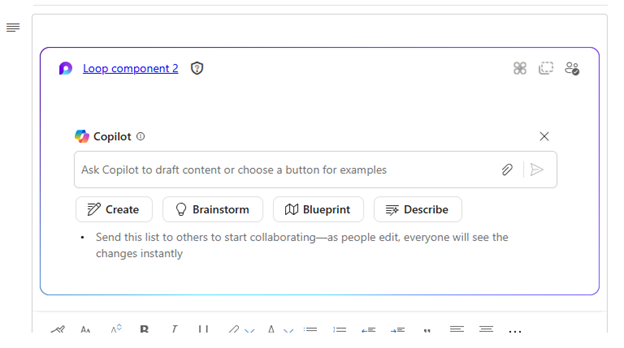 Loop component 2
Copilot
Ask Copilot to draft content or choose a button for examples
Create Brainstorm Blueprint Describe
• Send this list to others to start collaborating—as people edit, everyone will see the
changes instantly